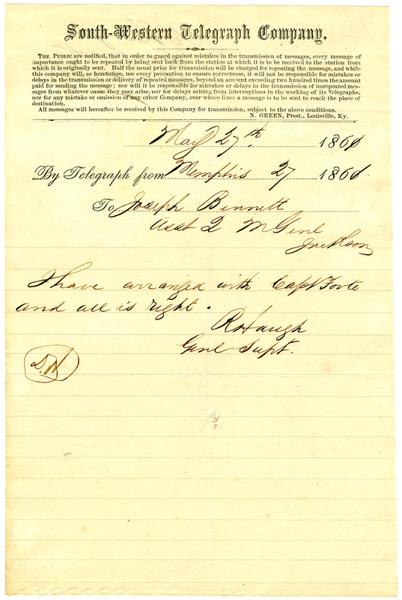 South-Western Telegraph Company.
THE PUBLIC are notified, that in order to guard against mistakes in the transmission of messages, every message of
importance ought to be repeated by being sent back from the station at which it is to be received to the station from
which it is originally sent. Half the usual price for transmission will be charged for repeating the message, and while
this company will, as heretofore, use every precaution to ensure correctness, it will not be responsible for mistakes or
delays in the transmission or delivery of repeated messages, beyond an amount exceeding two hundred times the amount
paid for sending the message; nor will it be responsible for mistakes or delays in the transmission of unrepeated messages
from whatever cause they may arise, nor for delays arising from interruptions in the working of its Telegraphs,
nor for any mistake or omission of any other Company, over whose lines a message is to be sent to reach the place of
destination.
All messages will hereafter be received by this Company for transmission, subject to the above conditions.
N. GREEN, Prest., Louisville, Ky.
May 27th 1861
By Telegraph from Memphis 27 1861
To Joseph Bennett
Asst 2 M Genl
Jackson
I have arranged with Capt Foote
and all is right.
R Haugh
Genl Supt.
D.H